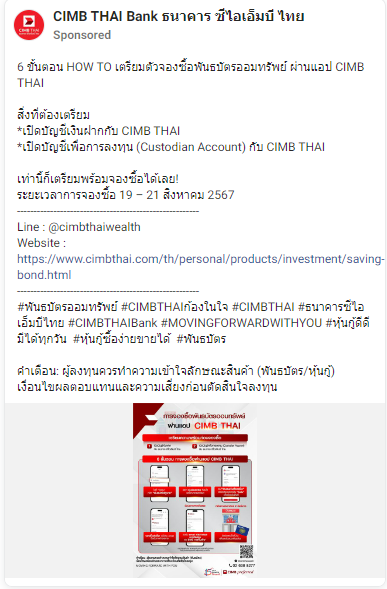 CIMB THAI Bank ธนาคาร ซีไอเอ็มบี ไทย
Sponsored
6 ขั้นตอน HOW TO เตรียมตัวจองซื้อพันธบัตรออมทรัพย์ ผ่านแอป CIMB
THAI
สิ่งที่ต้องเตรียม
*เปิดบัญชีเงินฝากกับ CIMB THAI
*เปิดบัญชีเพื่อการลงทุน (Custodian Account) กับ CIMB THAI
เท่านี้ก็เตรียมพร้อมจองซื้อได้เลย!
ระยะเวลาการจองซื้อ 19 – 21 สิงหาคม 2567
-------------------------------------------------------
Line : @cimbthaiwealth
Website :
https://www.cimbthai.com/th/personal/products/investment/saving-
bond.html
-------------------------------------------------------
#พันธบัตรออมทรัพย์ #CIMBTHAIก้องในใจ #CIMBTHAI #ธนาคารซีไอ
เอ็มบีไทย #CIMBTHAIBank #MOVINGFORWARDWITHYOU #หุ้นกู้ดีดี
มีได้ทุกวัน #หุ้นกู้ซื้อง่ายขายได้ #พันธบัตร
คำเตือน: ผู้ลงทุนควรทำความเข้าใจลักษณะสินค้า (พันธบัตร/หุ้นกู้)
เงื่อนไขผลตอบแทนและความเสี่ยงก่อนตัดสินใจลงทุน
การจองซื้อพันธบัตรออมทรัพย์
ผ่านแอป CIMB THAI